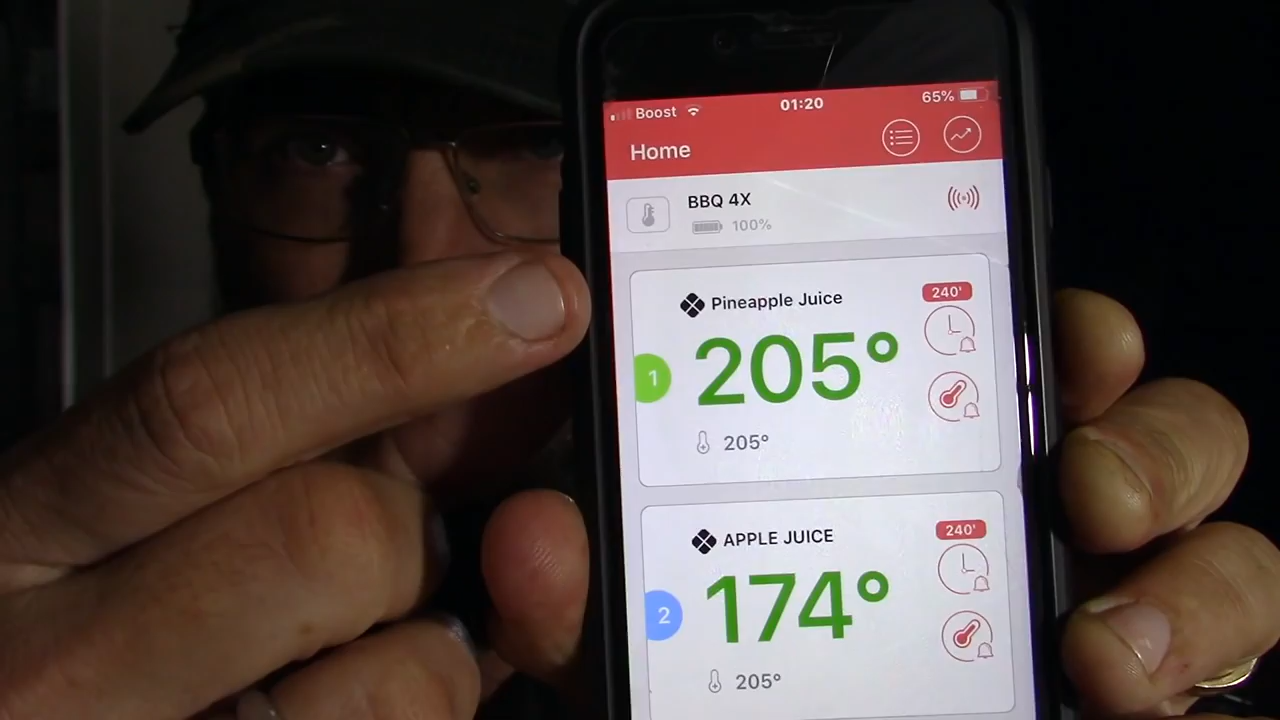 Boost 01:20 65%
Home
BBQ 4X
100%
Pineapple Juice 240'
1 205°
205°
APPLE JUICE 240'
2 174°
205°